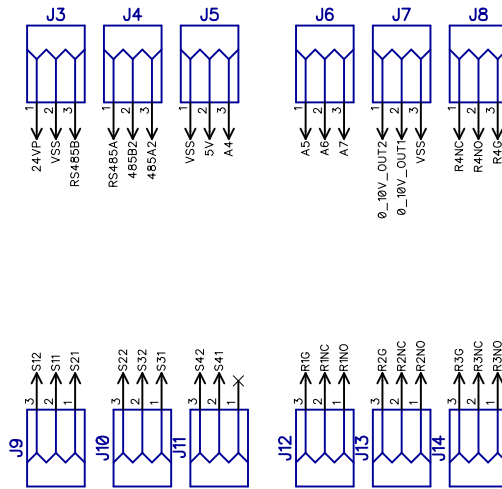 J3 J4 J5 J6 J7 J8
1 2 3 1 2 3 1 2 3 1 2 3 1 2 3 1 2 3
24VP VSS RS485B RS485A 485B2 485A2 VSS 5V A4 A5 A6 A7 0_10V_OUT2 0_10V_OUT1 VSS R4NC R4NO R4G
S12 S11 S21 S22 S32 S31 S42 S41 R1G R1NC R1NO R2G R2NC R2NO R3G R3NC R3NO
3 2 1 3 2 1 3 2 1 3 2 1 3 2 1 3 2 1
J9 J10 J11 J12 J13 J14